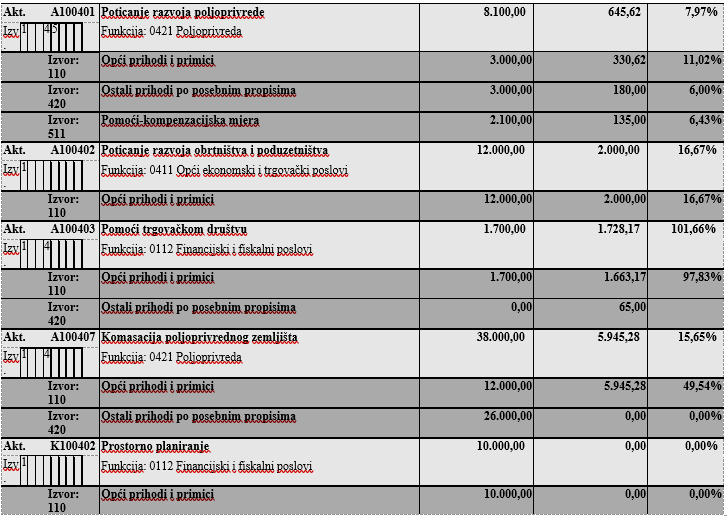 Akt. A100401 Poticanje razvoja poljoprivrede 8.100,00 645,62 7,97%
Izv. 1 4 5 Funkcija: 0421 Poljoprivreda
Izvor: 110 Opći prihodi i primici 3.000,00 330,62 11,02%
Izvor: 420 Ostali prihodi po posebnim propisima 3.000,00 180,00 6,00%
Izvor: 511 Pomoći-kompenzacijska mjera 2.100,00 135,00 6,43%
Akt. A100402 Poticanje razvoja obrtništva i poduzetništva 12.000,00 2.000,00 16,67%
Izv. 1 Funkcija: 0411 Opći ekonomski i trgovački poslovi
Izvor: 110 Opći prihodi i primici 12.000,00 2.000,00 16,67%
Akt. A100403 Pomoći trgovačkom društvu 1.700,00 1.728,17 101,66%
Izv. 1 4 Funkcija: 0112 Financijski i fiskalni poslovi
Izvor: 110 Opći prihodi i primici 1.700,00 1.663,17 97,83%
Izvor: 420 Ostali prihodi po posebnim propisima 0,00 65,00
Akt. A100407 Komasacija poljoprivrednog zemljišta 38.000,00 5.945,28 15,65%
Izv. 1 4 Funkcija: 0421 Poljoprivreda
Izvor: 110 Opći prihodi i primici 12.000,00 5.945,28 49,54%
Izvor: 420 Ostali prihodi po posebnim propisima 26.000,00 0,00 0,00%
Akt. K100402 Prostorno planiranje 10.000,00 0,00 0,00%
Izv. 1 Funkcija: 0112 Financijski i fiskalni poslovi
Izvor: 110 Opći prihodi i primici 10.000,00 0,00 0,00%